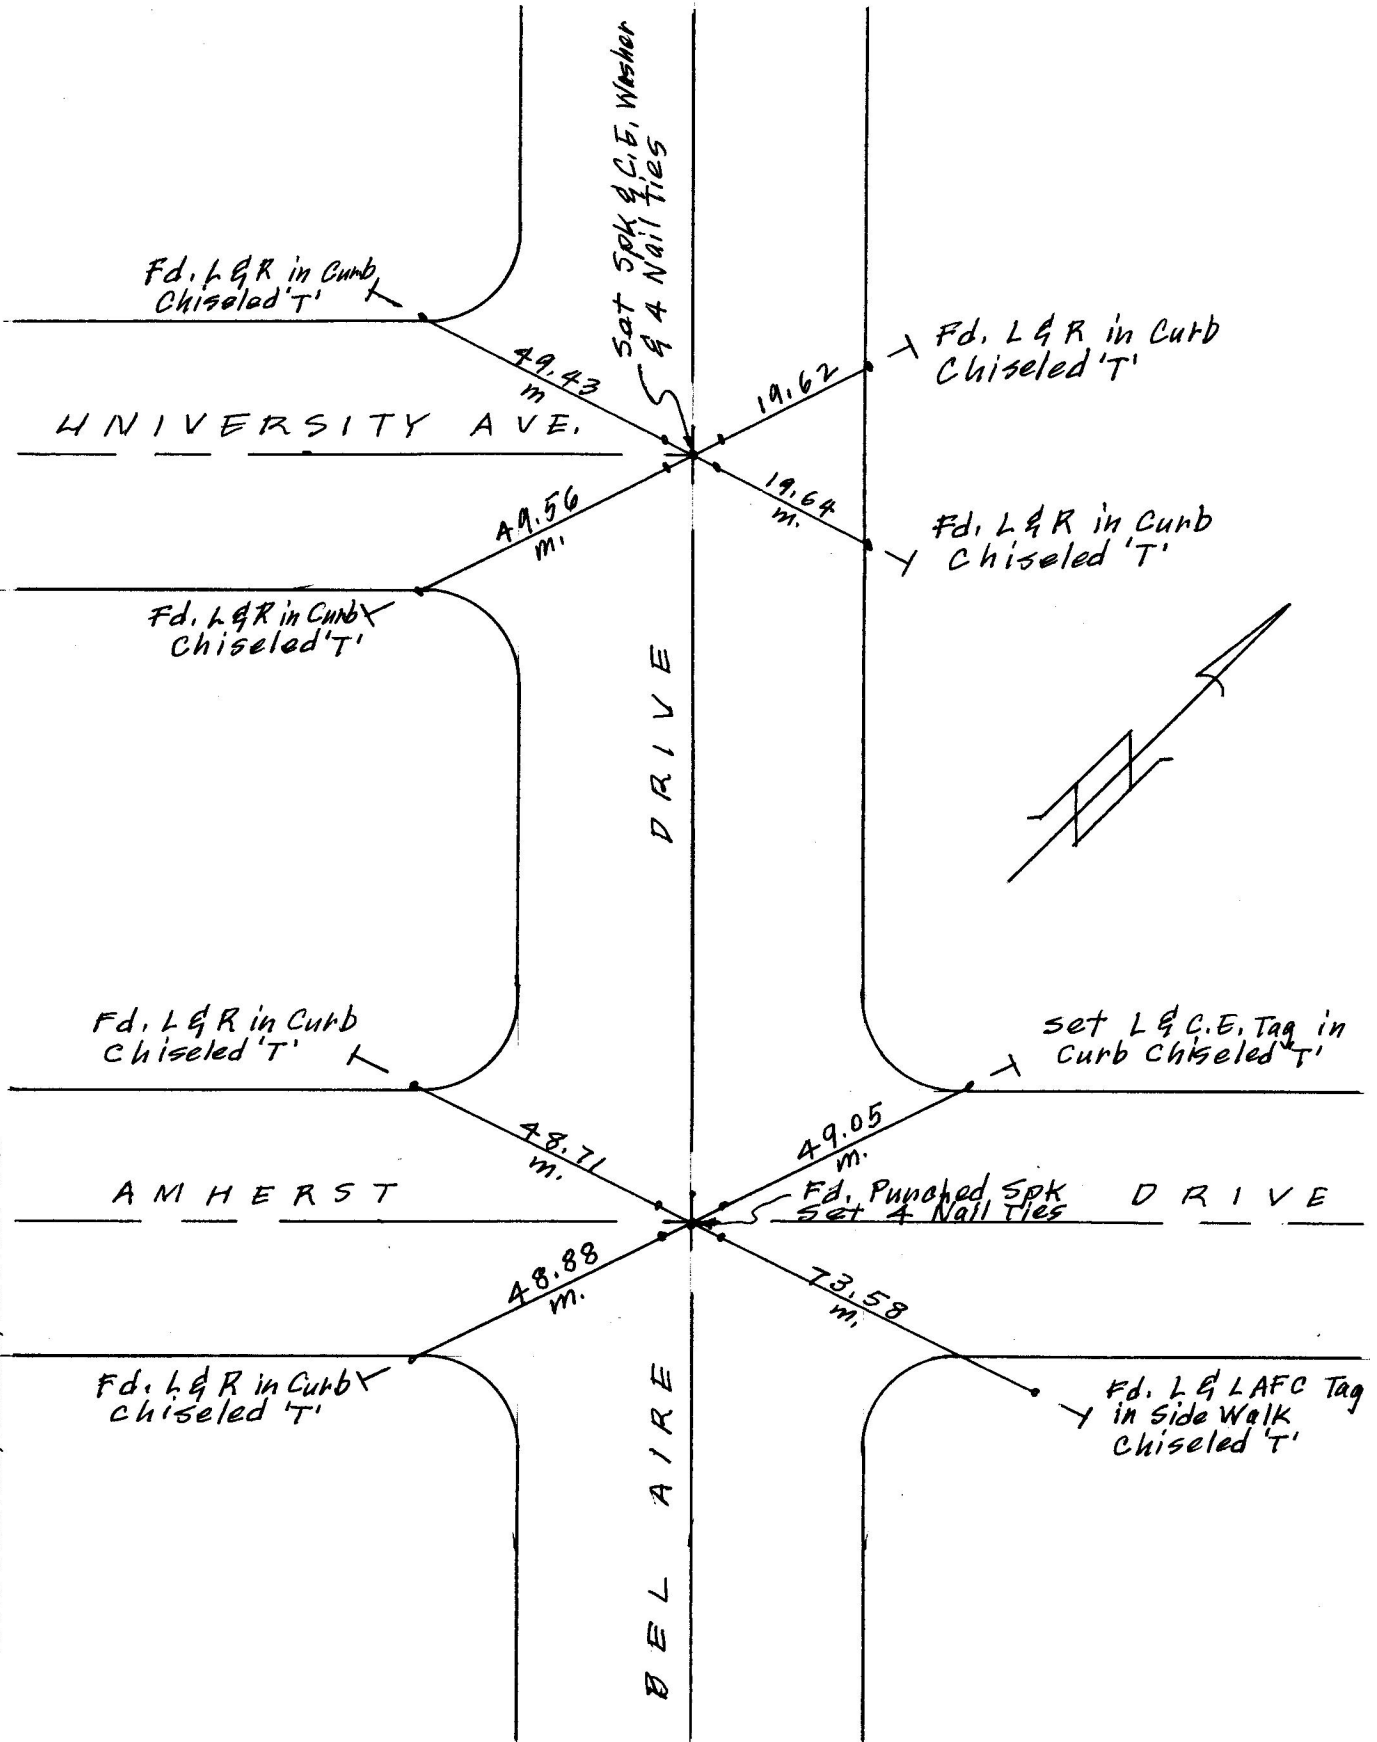 Set Spk & C.E. Washer
& 4 Nail Ties
Fd. L & R in Curb
Chiseled 'T'
49.43
m
19.62
Fd. L & R in Curb
Chiseled 'T'
UNIVERSITY AVE.
49.56
m.
19.64
m.
Fd. L & R in Curb
Chiseled 'T'
Fd. L & R in Curb
Chiseled 'T'
N
Fd. L & R in Curb
Chiseled 'T'
set L & C.E. Tag in
Curb Chiseled 'T'
48.71
m.
49.05
m.
AMHERST DRIVE
Fd. Punched Spk
Set 4 Nail Ties
48.88
m.
73.58
m.
Fd. L & R in Curb
Chiseled 'T'
Fd. L & LAFC Tag
in Side Walk
Chiseled 'T'
BEL AIRE DRIVE